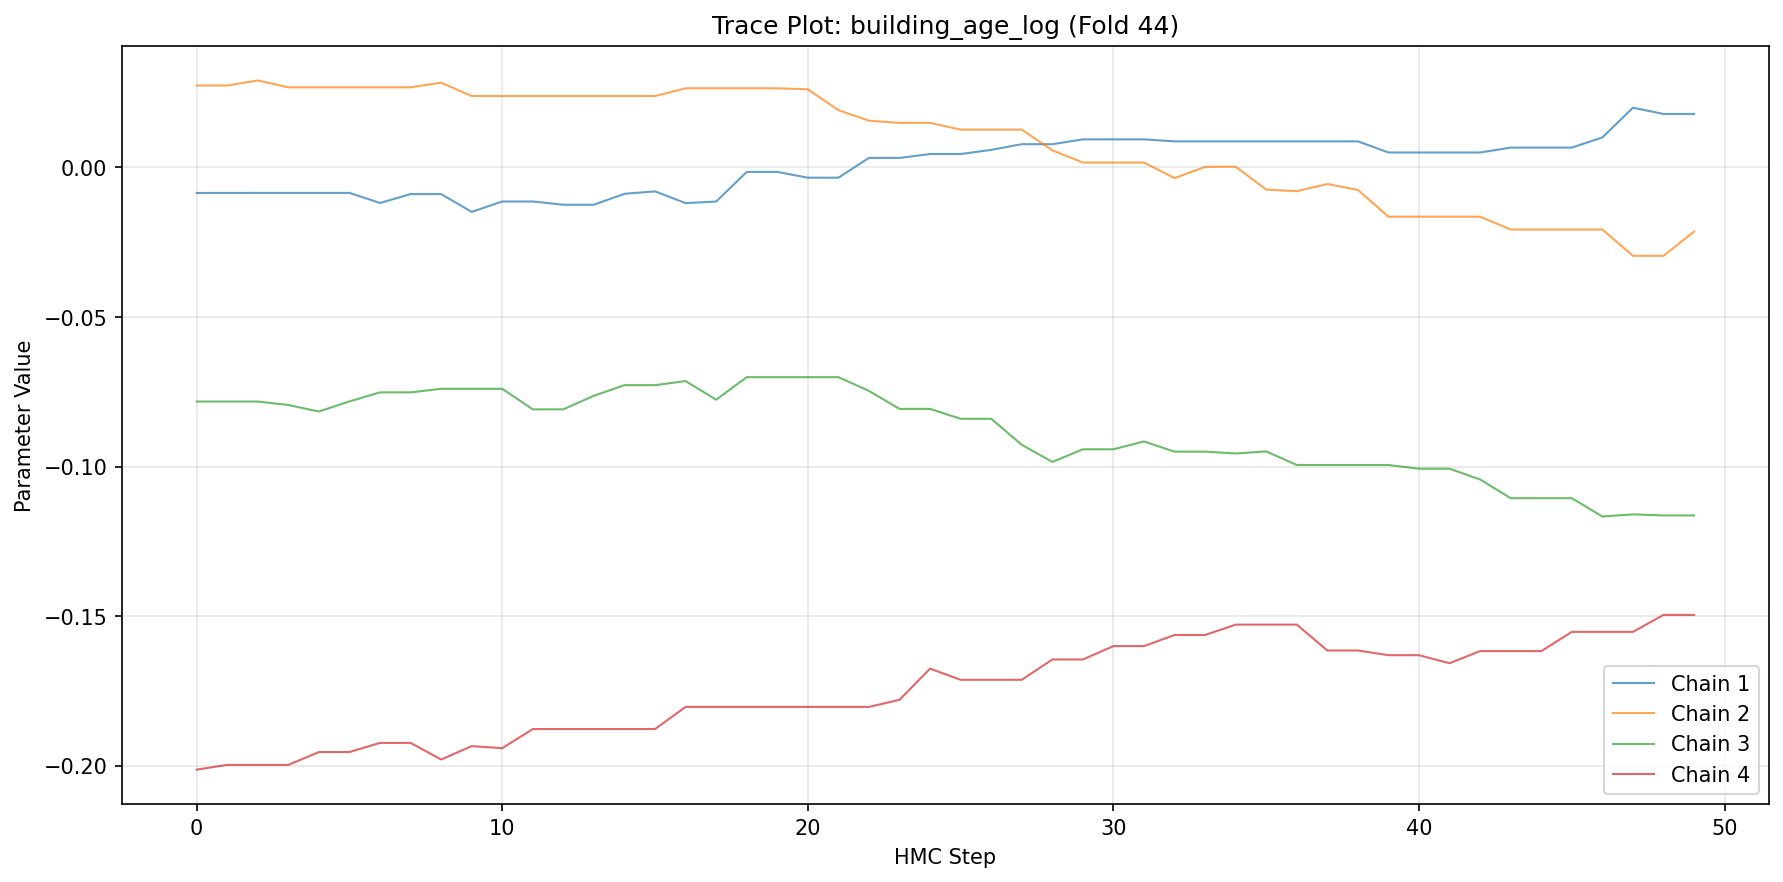 Trace Plot: building_age_log (Fold 44)
Parameter Value
0.00
−0.05
−0.10
−0.15
−0.20
0 10 20 30 40 50
HMC Step
Chain 1
Chain 2
Chain 3
Chain 4